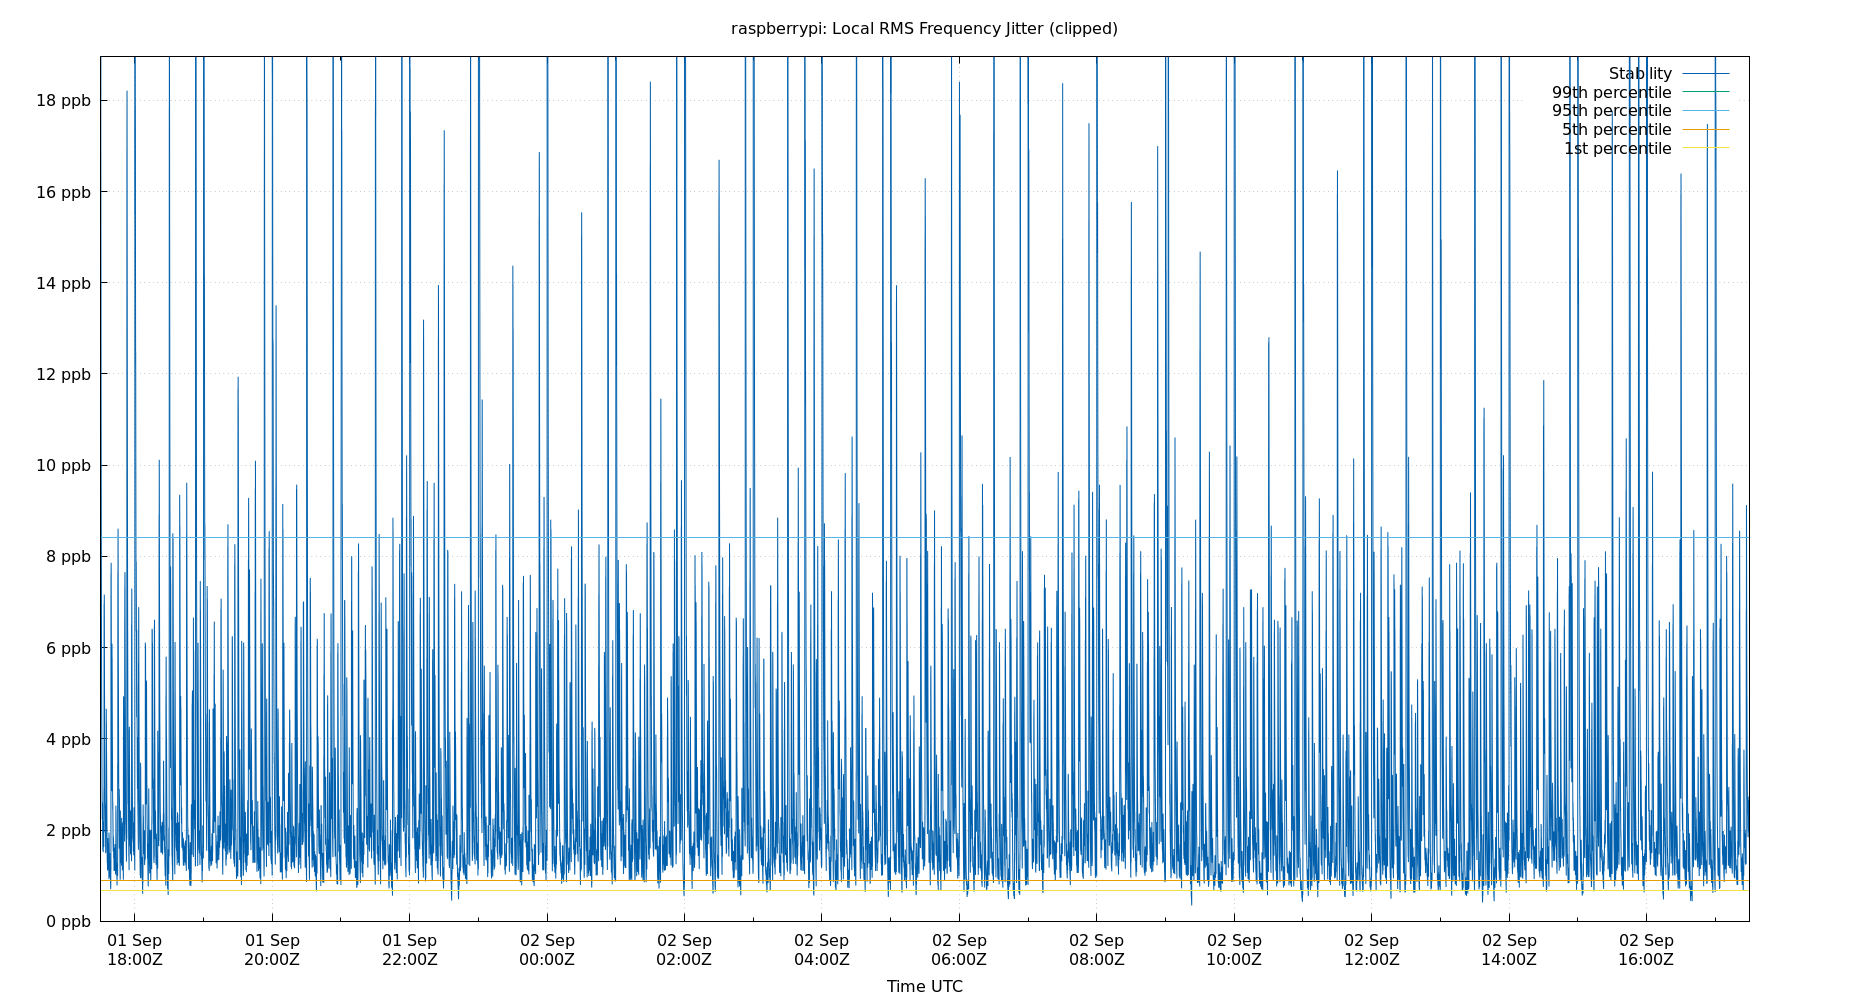 raspberrypi: Local RMS Frequency Jitter (clipped)
Stability
99th percentile
95th percentile
5th percentile
1st percentile
18 ppb
16 ppb
14 ppb
12 ppb
10 ppb
8 ppb
6 ppb
4 ppb
2 ppb
0 ppb
01 Sep 01 Sep 01 Sep 02 Sep 02 Sep 02 Sep 02 Sep 02 Sep 02 Sep 02 Sep 02 Sep 02 Sep
18:00Z 20:00Z 22:00Z 00:00Z 02:00Z 04:00Z 06:00Z 08:00Z 10:00Z 12:00Z 14:00Z 16:00Z
Time UTC